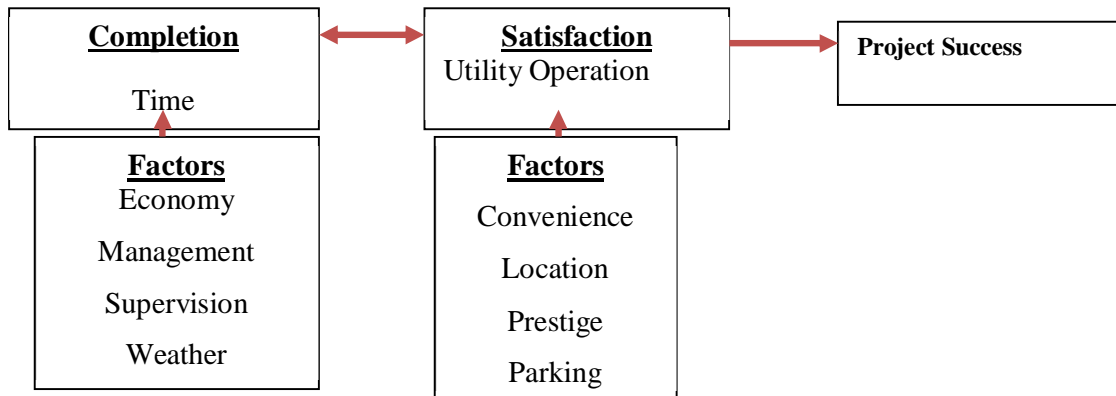 Completion
Time
Satisfaction
Utility Operation
Project Success
Factors
Economy
Management
Supervision
Weather
Factors
Convenience
Location
Prestige
Parking